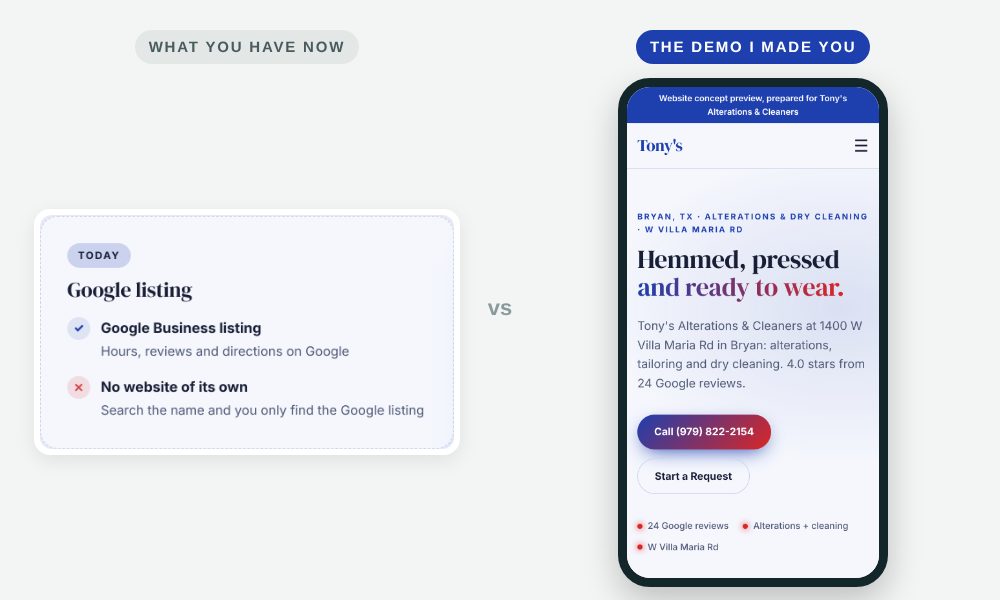 WHAT YOU HAVE NOW
TODAY
Google listing
Google Business listing
Hours, reviews and directions on Google
No website of its own
Search the name and you only find the Google listing
vs
THE DEMO I MADE YOU
Website concept preview, prepared for Tony's
Alterations & Cleaners
Tony's
BRYAN, TX · ALTERATIONS & DRY CLEANING
· W VILLA MARIA RD
Hemmed, pressed
and ready to wear.
Tony's Alterations & Cleaners at 1400 W
Villa Maria Rd in Bryan: alterations,
tailoring and dry cleaning. 4.0 stars from
24 Google reviews.
Call (979) 822-2154
Start a Request
24 Google reviews
Alterations + cleaning
W Villa Maria Rd